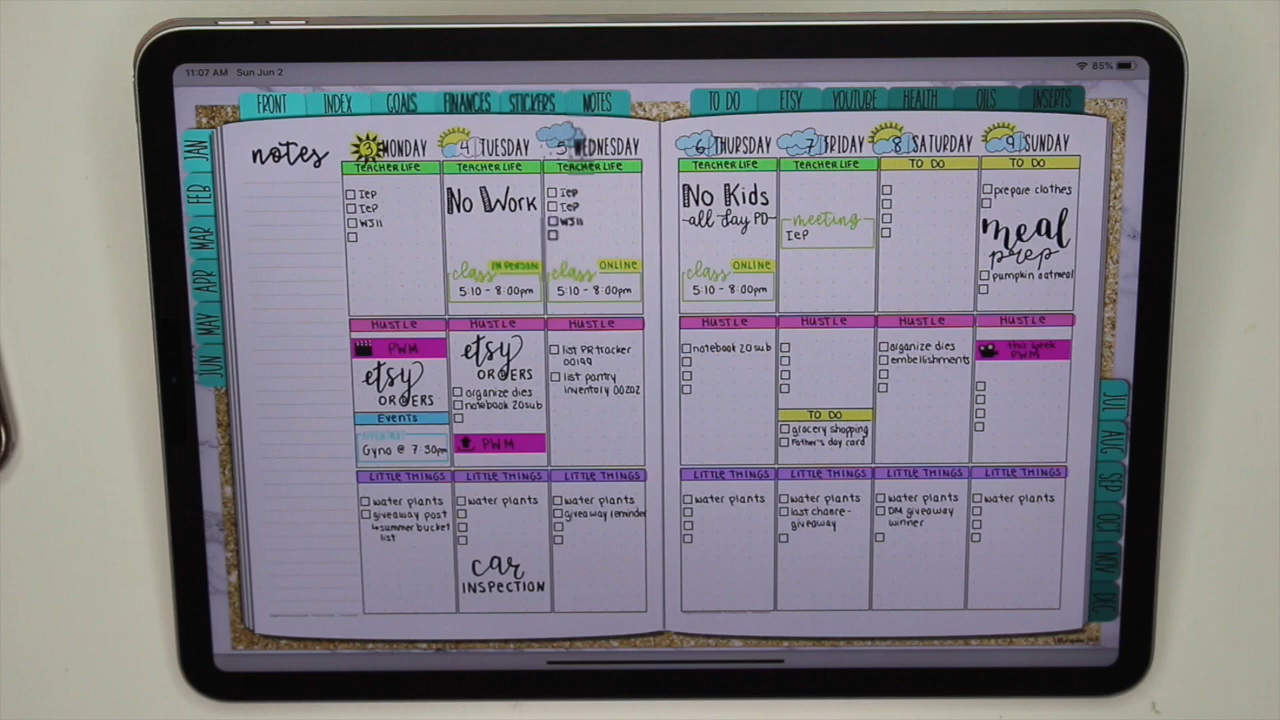 11:07 AM Sun Jun 2
85%
FRONT
INDEX
GOALS
FINANCES
STICKERS
NOTES
TO DO
ETSY
YOUTUBE
HEALTH
OILS
INSERTS
JAN
FEB
MAR
APR
MAY
JUN
notes
3 MONDAY
TEACHER LIFE
IEP
IEP
WJ11
HUSTLE
PWM
etsy
ORDERS
EVENTS
APPOINTMENT
Gyno @ 7:30pm
LITTLE THINGS
water plants
giveaway post
↳summer bucket
list
4 TUESDAY
TEACHER LIFE
No Work
class IN PERSON
5:10 - 8:00pm
HUSTLE
etsy
ORDERS
organize dies
notebook 20sub
PWM
LITTLE THINGS
water plants
car
INSPECTION
5 WEDNESDAY
TEACHER LIFE
IEP
IEP
WJ11
class ONLINE
5:10 - 8:00pm
HUSTLE
list PR tracker
00199
list pantry
inventory 00202
LITTLE THINGS
water plants
giveaway reminder
6 THURSDAY
TEACHER LIFE
No Kids
-all day PD-
class ONLINE
5:10 - 8:00pm
HUSTLE
notebook 20sub
LITTLE THINGS
water plants
7 FRIDAY
TEACHER LIFE
meeting
IEP
HUSTLE
TO DO
grocery shopping
Father's day card
LITTLE THINGS
water plants
last chance-
giveaway
8 SATURDAY
TO DO
HUSTLE
organize dies
embellishments
LITTLE THINGS
water plants
DM giveaway
winner
9 SUNDAY
TO DO
prepare clothes
meal
prep
pumpkin oatmeal
HUSTLE
this week
PWM
LITTLE THINGS
water plants
JUL
AUG
SEP
OCT
NOV
DEC